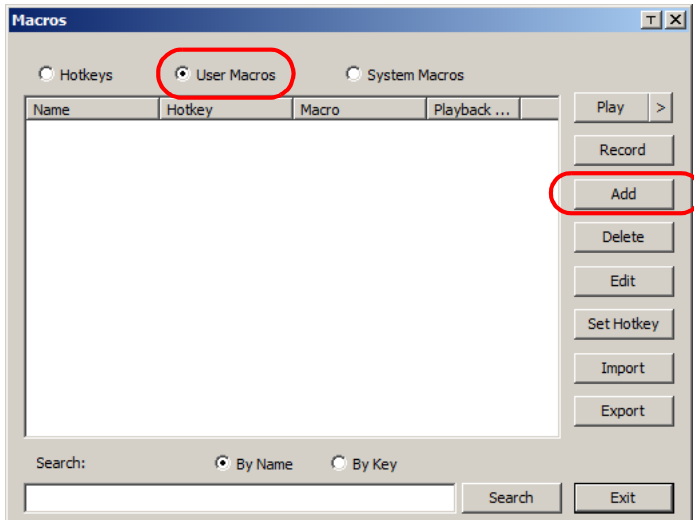 Macros T X
Hotkeys User Macros System Macros
Name Hotkey Macro Playback ...
Play >
Record
Add
Delete
Edit
Set Hotkey
Import
Export
Search: By Name By Key
Search Exit